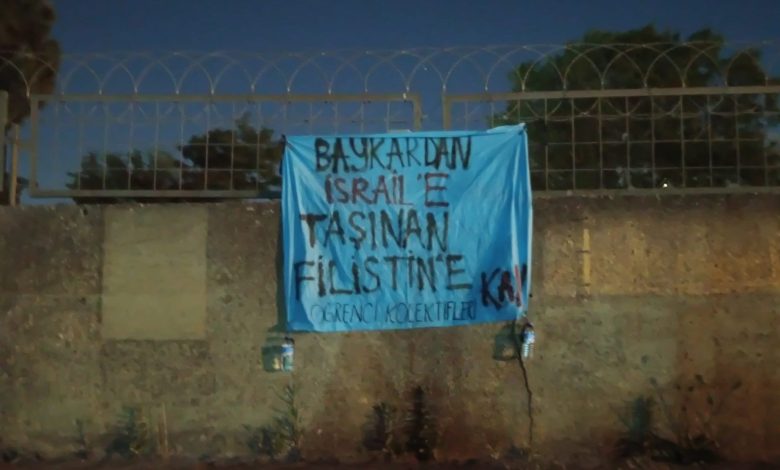 BAYKARDAN
İSRAİL'E
TAŞINAN
FİLİSTİN'E
KAN!
ÖĞRENCİ KOLEKTİFLERİ